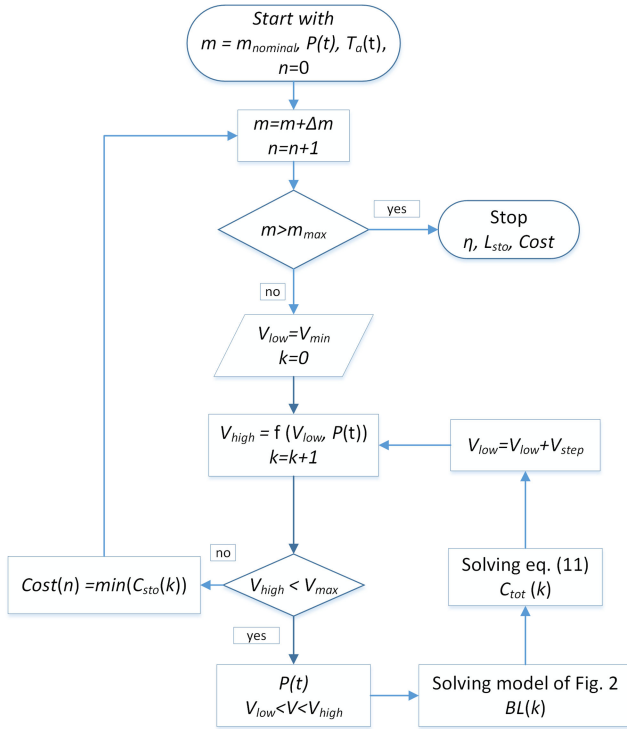 Start with
m = m_nominal, P(t), T_a(t),
n=0
m=m+Δm
n=n+1
m>m_max
yes
Stop
η, L_sto, Cost
no
V_low=V_min
k=0
V_high = f (V_low, P(t))
k=k+1
V_low=V_low+V_step
no
Cost(n) =min(C_sto(k))
V_high < V_max
Solving eq. (11)
C_tot (k)
yes
P(t)
V_low<V<V_high
Solving model of Fig. 2
BL(k)